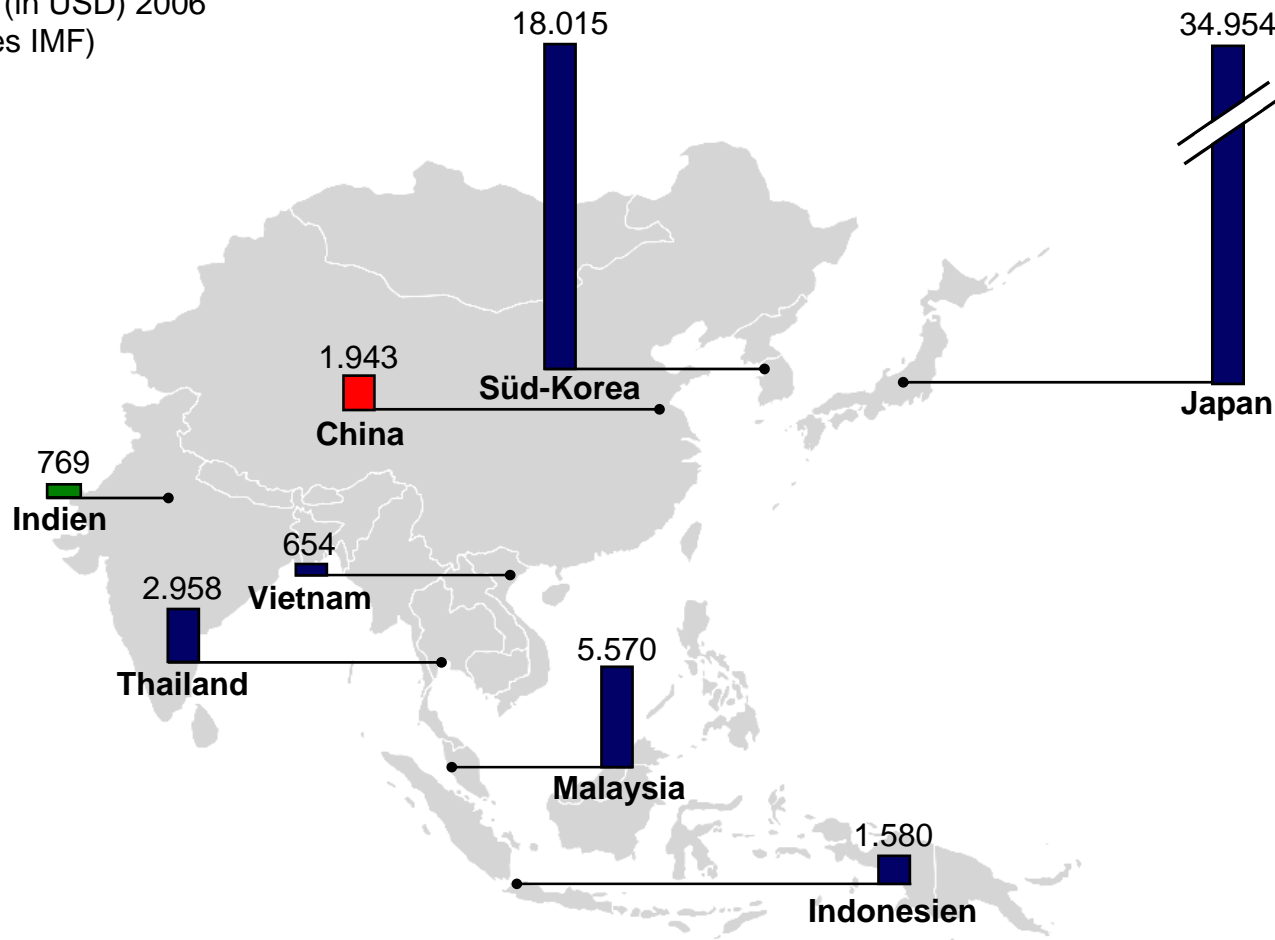 (in USD) 2006
es IMF)
18.015
34.954
1.943
Süd-Korea
Japan
China
769
Indien
654
Vietnam
2.958
Thailand
5.570
Malaysia
1.580
Indonesien